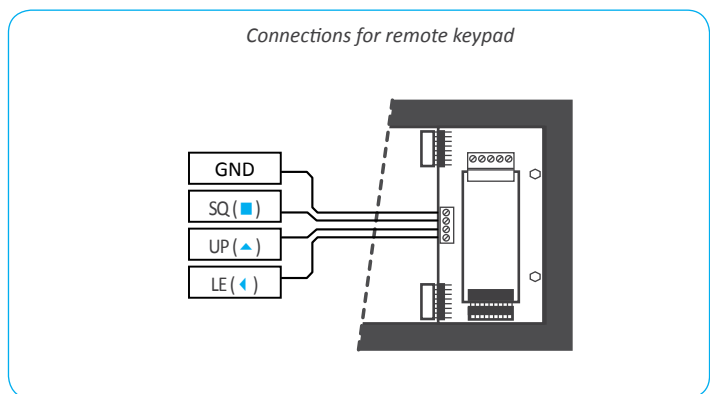 Connections for remote keypad
GND
SQ (■)
UP (▲)
LE (◀)